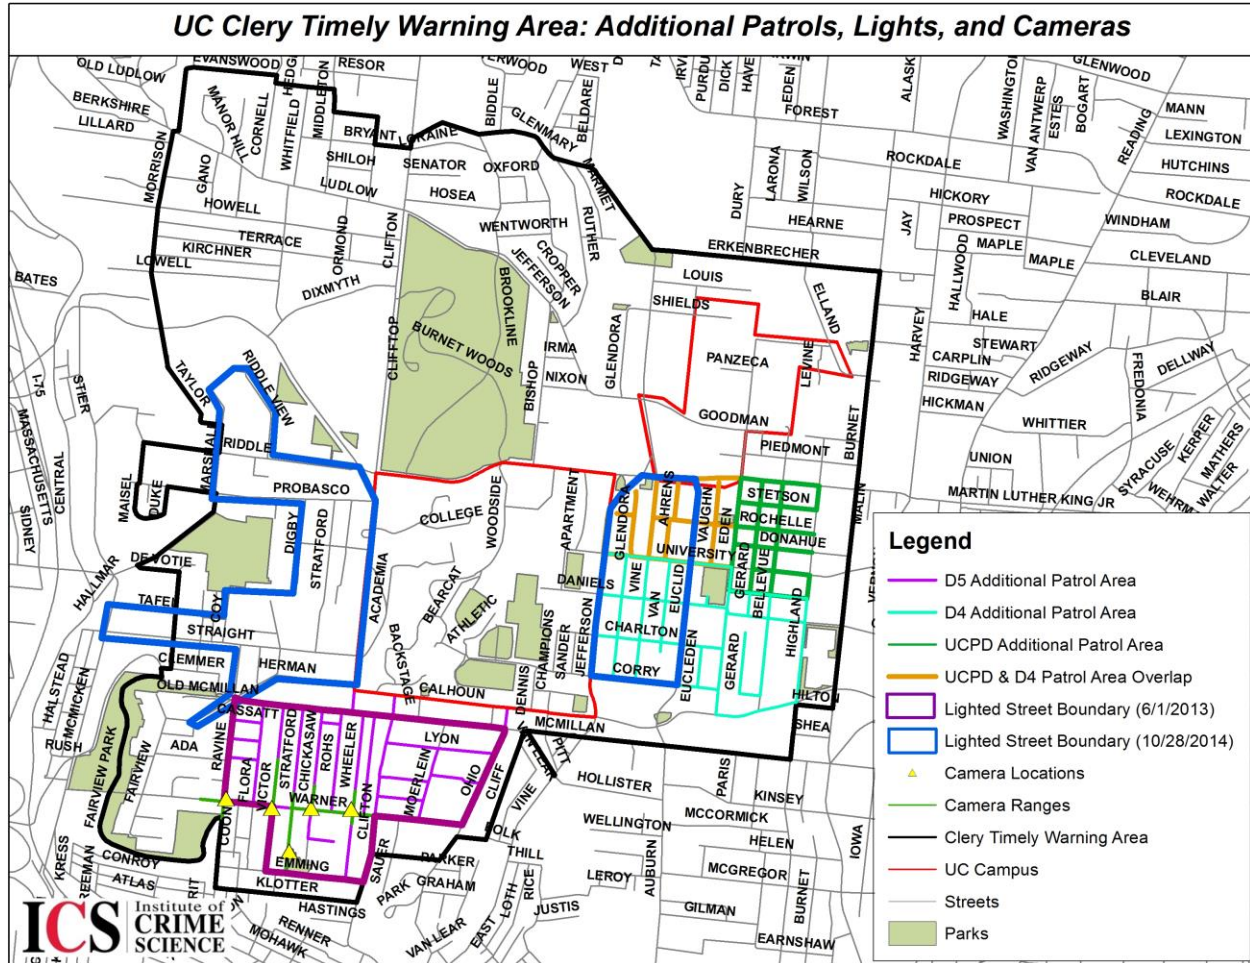 UC Clery Timely Warning Area: Additional Patrols, Lights, and Cameras
EVANSWOOD
RESOR
WEST
GLENWOOD
OLD LUDLOW
MIDDLETON
BIDDLE
BELDARE
EDEN
ALASK
WASHINGTON
VAN ANTWERP
ESTES
BOGART
MANN
BERKSHIRE
LILLARD
MANOR HILL
CORNELL
WHITFIELD
BRYANT
LORAINE
GLENMARY
FOREST
READING
LEXINGTON
MORRISON
GANO
SHILOH
SENATOR
OXFORD
MARMET
LARONA
WILSON
ROCKDALE
HUTCHINS
LUDLOW
HOSEA
HICKORY
ROCKDALE
HOWELL
WENTWORTH
RUTHER
DURY
HEARNE
JAY
PROSPECT
WINDHAM
TERRACE
ORMOND
CLIFTON
CROPPER
JEFFERSON
ERKENBRECHER
HALLWOOD
MAPLE
MAPLE
CLEVELAND
KIRCHNER
LOWELL
BATES
DIXMYTH
BROOKLINE
LOUIS
SHIELDS
ELLAND
BLAIR
HALE
CLIFFTOP
BURNET WOODS
IRMA
GLENDORA
PANZECA
LEVINE
HARVEY
STEWART
CARPLIN
RIDGEWAY
RIDGEWAY
DELLWAY
FREDONIA
I-75
STIER
TAYLOR
RIDDLE VIEW
NIXON
BISHOP
HICKMAN
MASSACHUSETTS
CENTRAL
GOODMAN
BURNET
WHITTIER
MARSHALL
RIDDLE
PIEDMONT
UNION
SYRACUSE
KERPER
MATHERS
WALTER
MAISEL
DUKE
PROBASCO
WOODSIDE
APARTMENT
STETSON
MALIN
MARTIN LUTHER KING JR
SIDNEY
DIGBY
STRATFORD
COLLEGE
GLENDORA
AHRENS
VAUGHN
EDEN
ROCHELLE
DONAHUE
UNIVERSITY
DEVOTIE
HALLMAR
ACADEMIA
BEARCAT
DANIELS
VINE
VAN
EUCLID
GERARD
BELLEVUE
HIGHLAND
TAFEL
COY
ATHLETIC
STRAIGHT
BACKSTAGE
CHAMPIONS
SANDER
JEFFERSON
CHARLTON
CLEMMER
HERMAN
HALSTEAD
MCMICKEN
OLD MCMILLAN
CALHOUN
DENNIS
CORRY
EUCLEDEN
GERARD
HILTON
CASSATT
MCMILLAN
SHEA
RUSH
ADA
RAVINE
FLORA
VICTOR
STRATFORD
CHICKASAW
ROHS
WHEELER
LYON
PITT
FAIRVIEW PARK
FAIRVIEW
MOERLEIN
OHIO
CLIFF
HOLLISTER
PARIS
KINSEY
WARNER
CLIFTON
VINE
MCCORMICK
WELLINGTON
HELEN
IOWA
KRESS
CONROY
ATLAS
EMMING
SAUER
PARKER
THILL
GRAHAM
LEROY
AUBURN
MCGREGOR
BURNET
KLOTTER
PARK
LOTH
RICE
JUSTIS
GILMAN
HASTINGS
RENNER
MOHAWK
VAN LEAR
EAST
EARNSHAW
Legend
D5 Additional Patrol Area
D4 Additional Patrol Area
UCPD Additional Patrol Area
UCPD & D4 Patrol Area Overlap
Lighted Street Boundary (6/1/2013)
Lighted Street Boundary (10/28/2014)
Camera Locations
Camera Ranges
Clery Timely Warning Area
UC Campus
Streets
Parks
ICS
Institute of
CRIME
SCIENCE